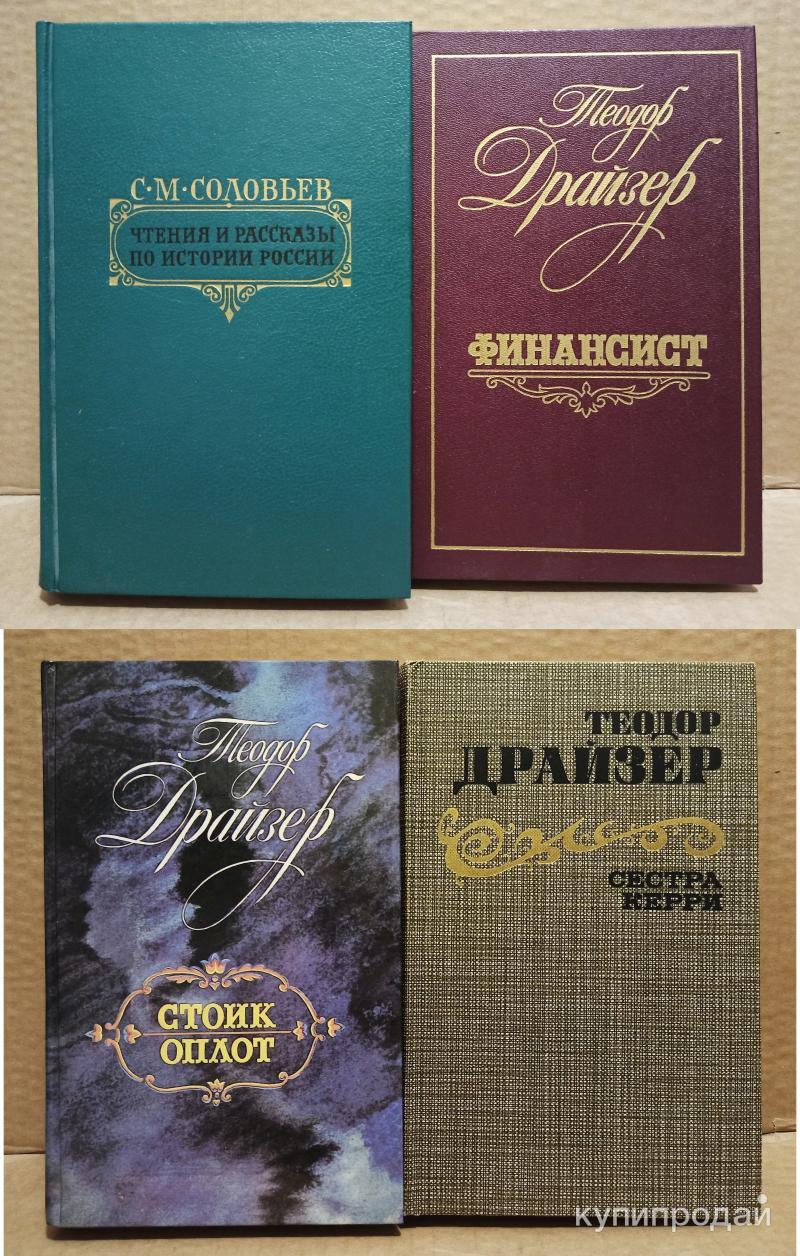 С·М·СОЛОВЬЕВ
ЧТЕНИЯ И РАССКАЗЫ
ПО ИСТОРИИ РОССИИ
Теодор
Драйзер
ФИНАНСИСТ
Теодор
Драйзер
СТОИК
ОПЛОТ
ТЕОДОР
ДРАЙЗЕР
СЕСТРА
КЕРРИ
купипродай